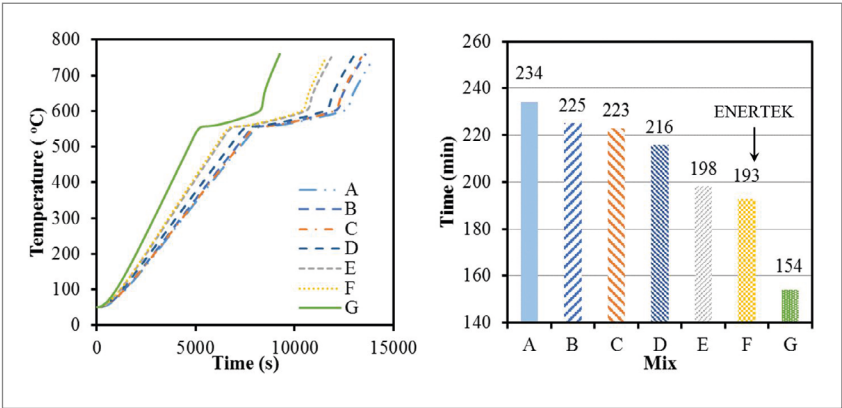 800
700
600
500
400
300
200
100
0
Temperature ( °C)
A
B
C
D
E
F
G
0 5000 10000 15000
Time (s)
260
240
220
200
180
160
140
Time (min)
234
225
223
216
198
193
154
ENERTEK
A B C D E F G
Mix